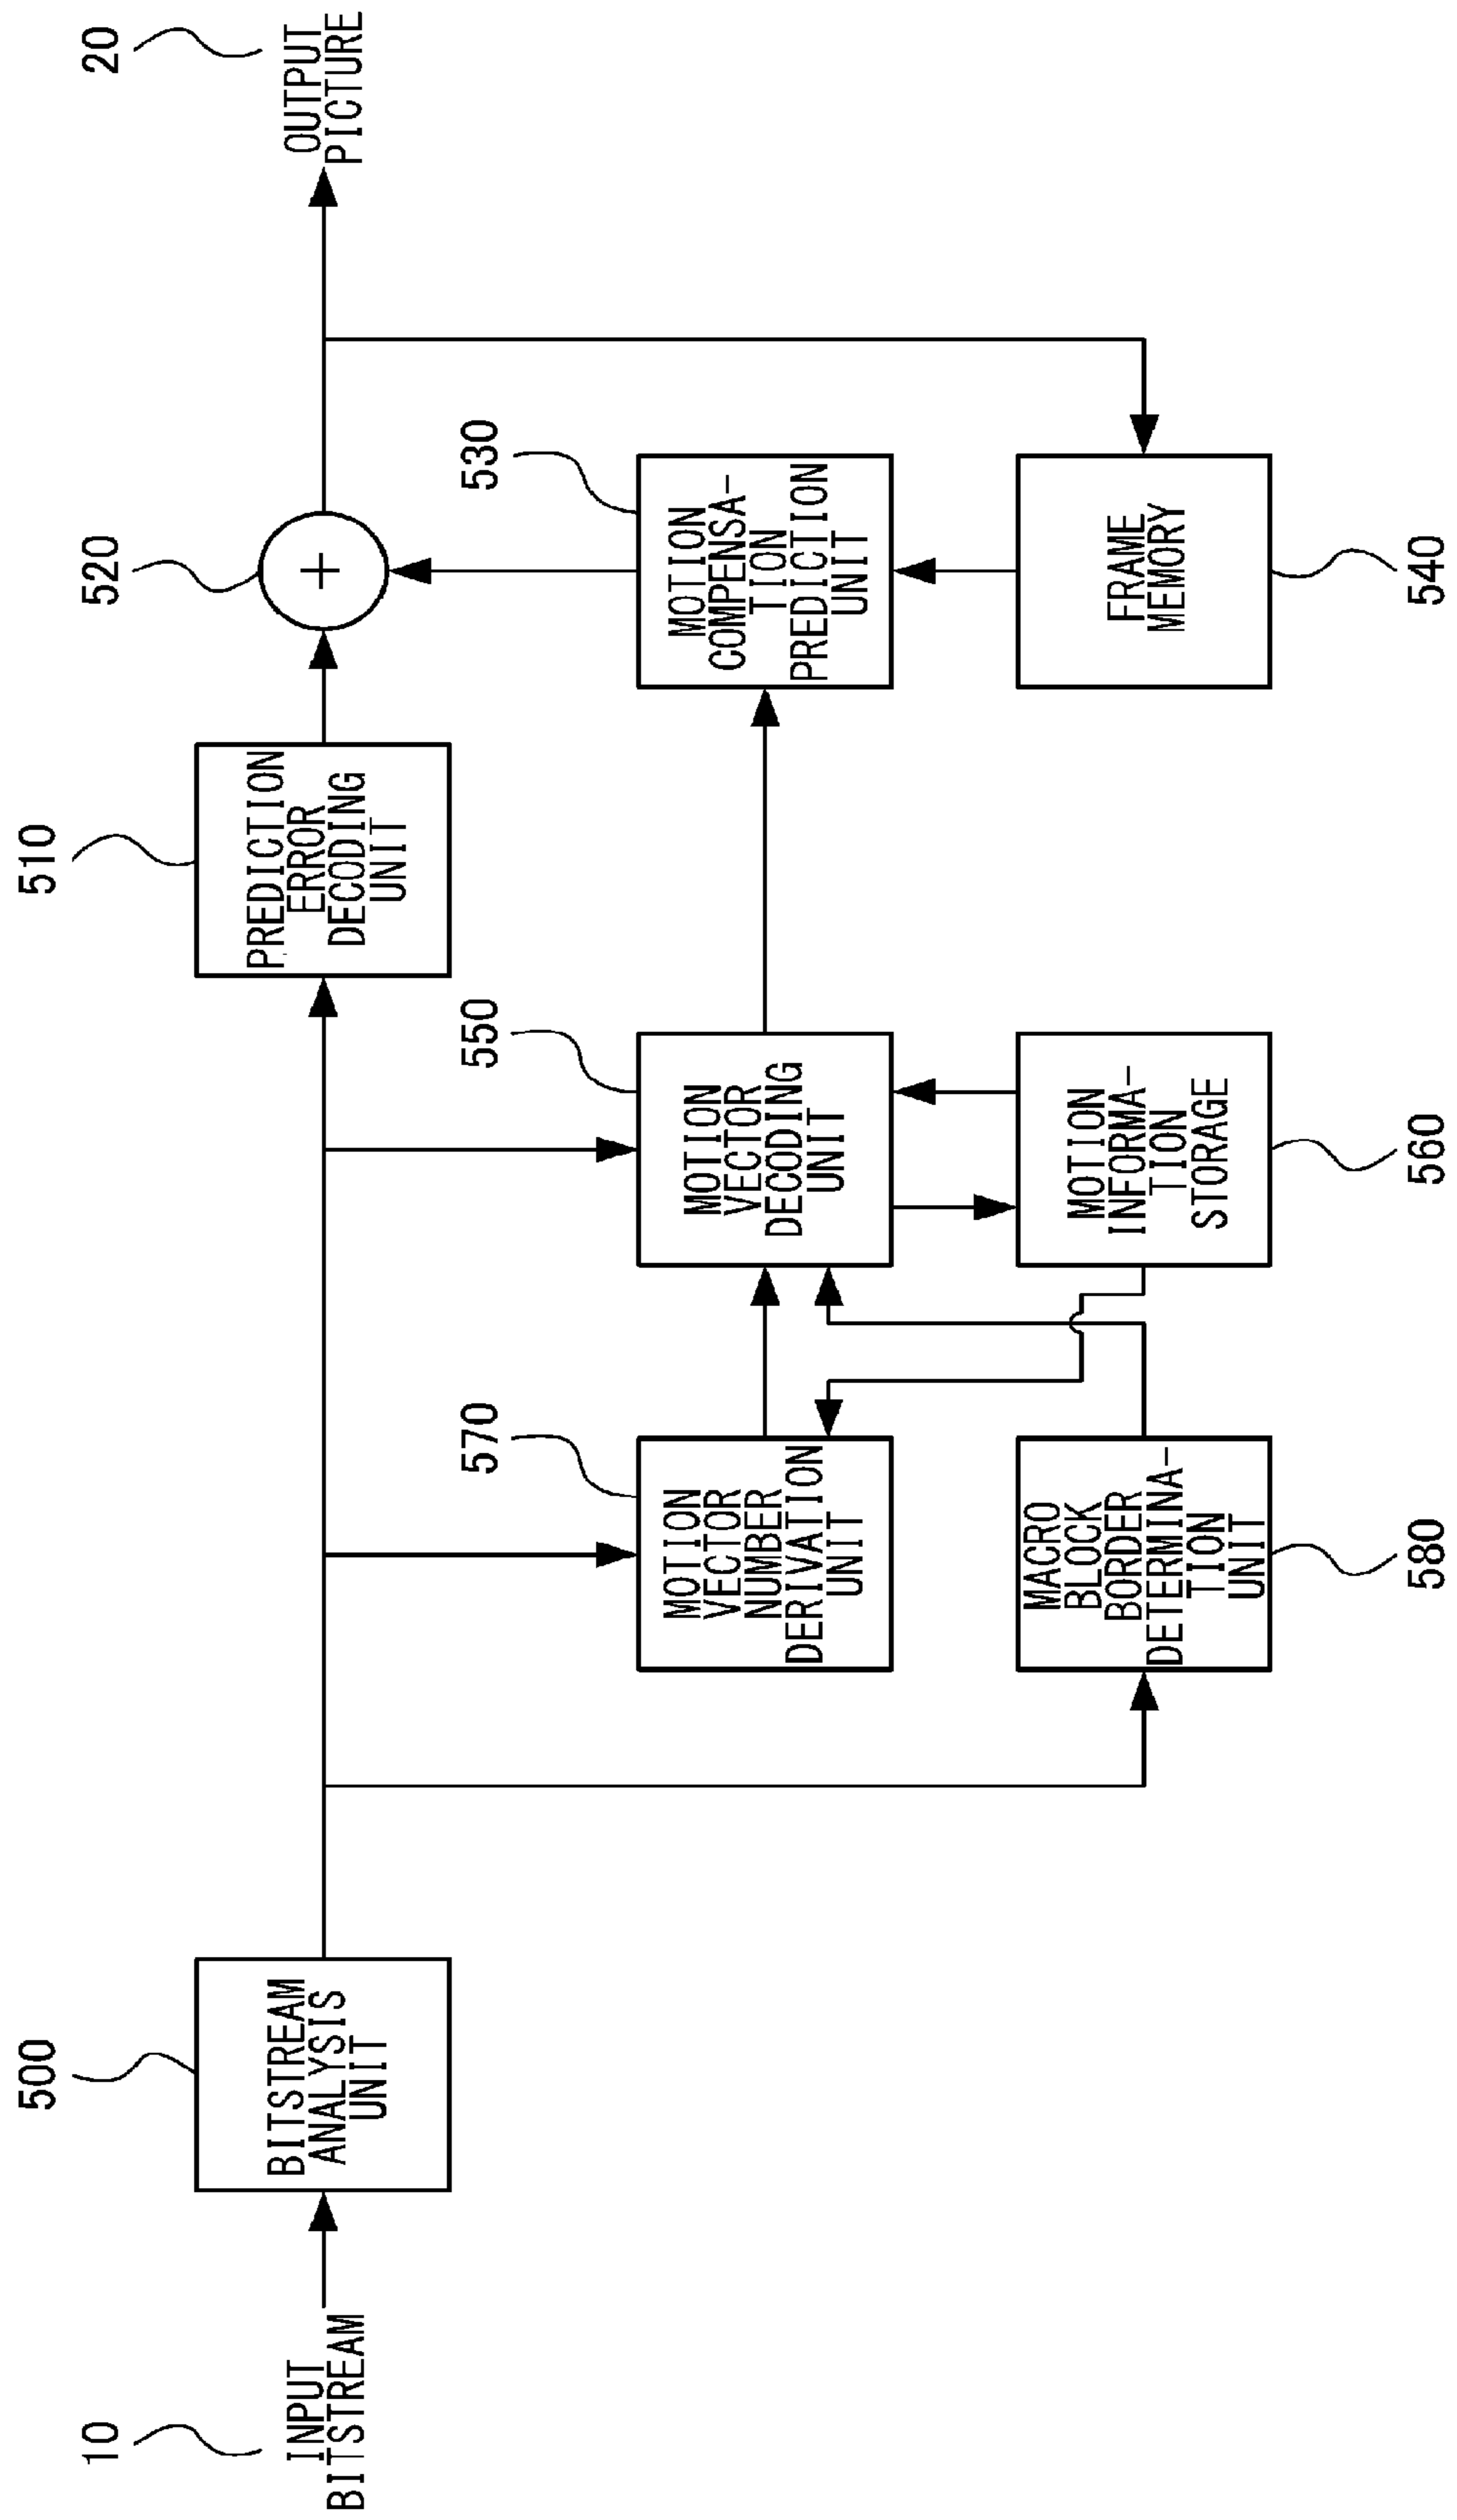 10
INPUT
BITSTREAM
500
BITSTREAM
ANALYSIS
UNIT
510
PREDICTION
ERROR
DECODING
UNIT
520
+
20
OUTPUT
PICTURE
570
MOTION
VECTOR
NUMBER
DERIVATION
UNIT
550
MOTION
VECTOR
DECODING
UNIT
530
MOTION
COMPENSA-
TION
PREDICTION
UNIT
MACRO
BLOCK
BORDER
DETERMINA-
TION
UNIT
580
MOTION
INFORMA-
TION
STORAGE
560
FRAME
MEMORY
540